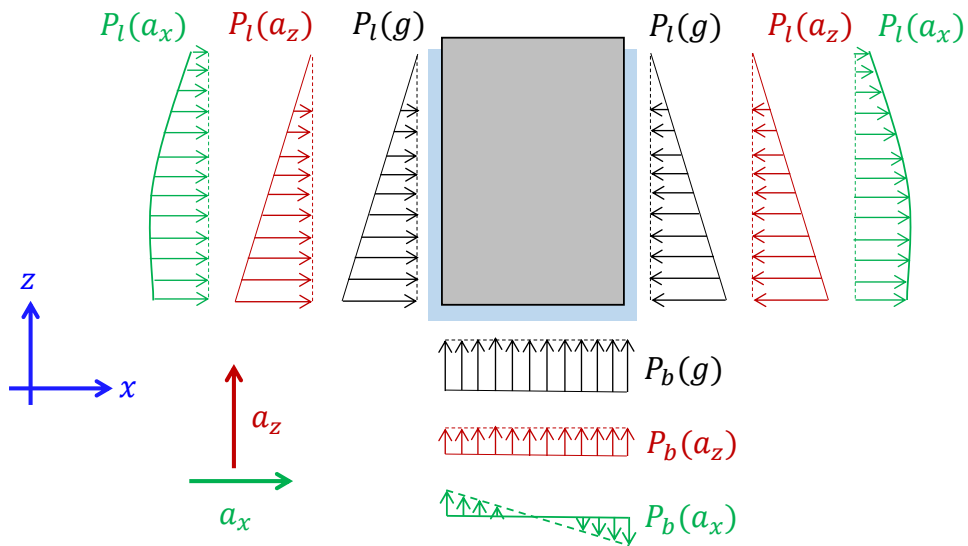 P_l(a_x) P_l(a_z) P_l(g) P_l(g) P_l(a_z) P_l(a_x)
z
x
P_b(g)
a_z
P_b(a_z)
a_x
P_b(a_x)